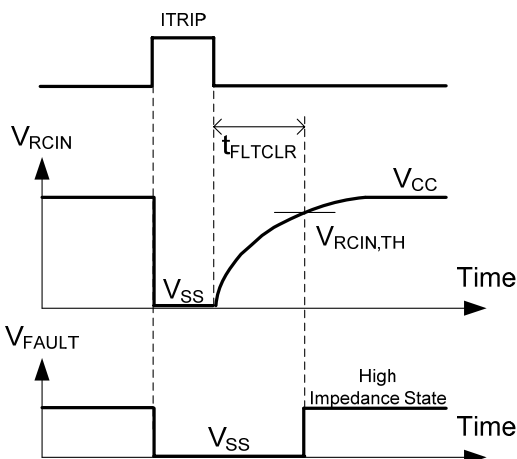 ITRIP
VRCIN
tFLTCLR
VCC
VRCIN,TH
VSS
Time
VFAULT
High
Impedance State
VSS
Time